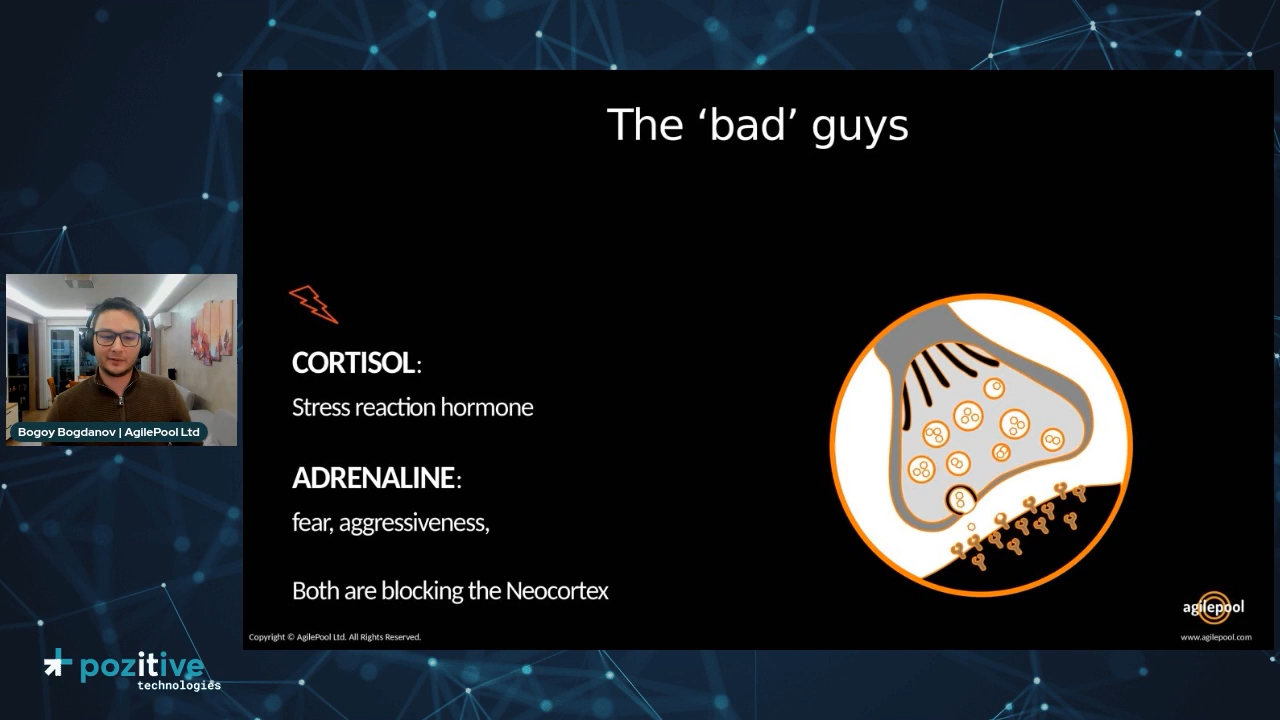 The ‘bad’ guys
CORTISOL:
Stress reaction hormone
ADRENALINE:
fear, aggressiveness,
Both are blocking the Neocortex
Bogoy Bogdanov | AgilePool Ltd
agilepool
Copyright © AgilePool Ltd. All Rights Reserved.
www.agilepool.com
pozitive
technologies